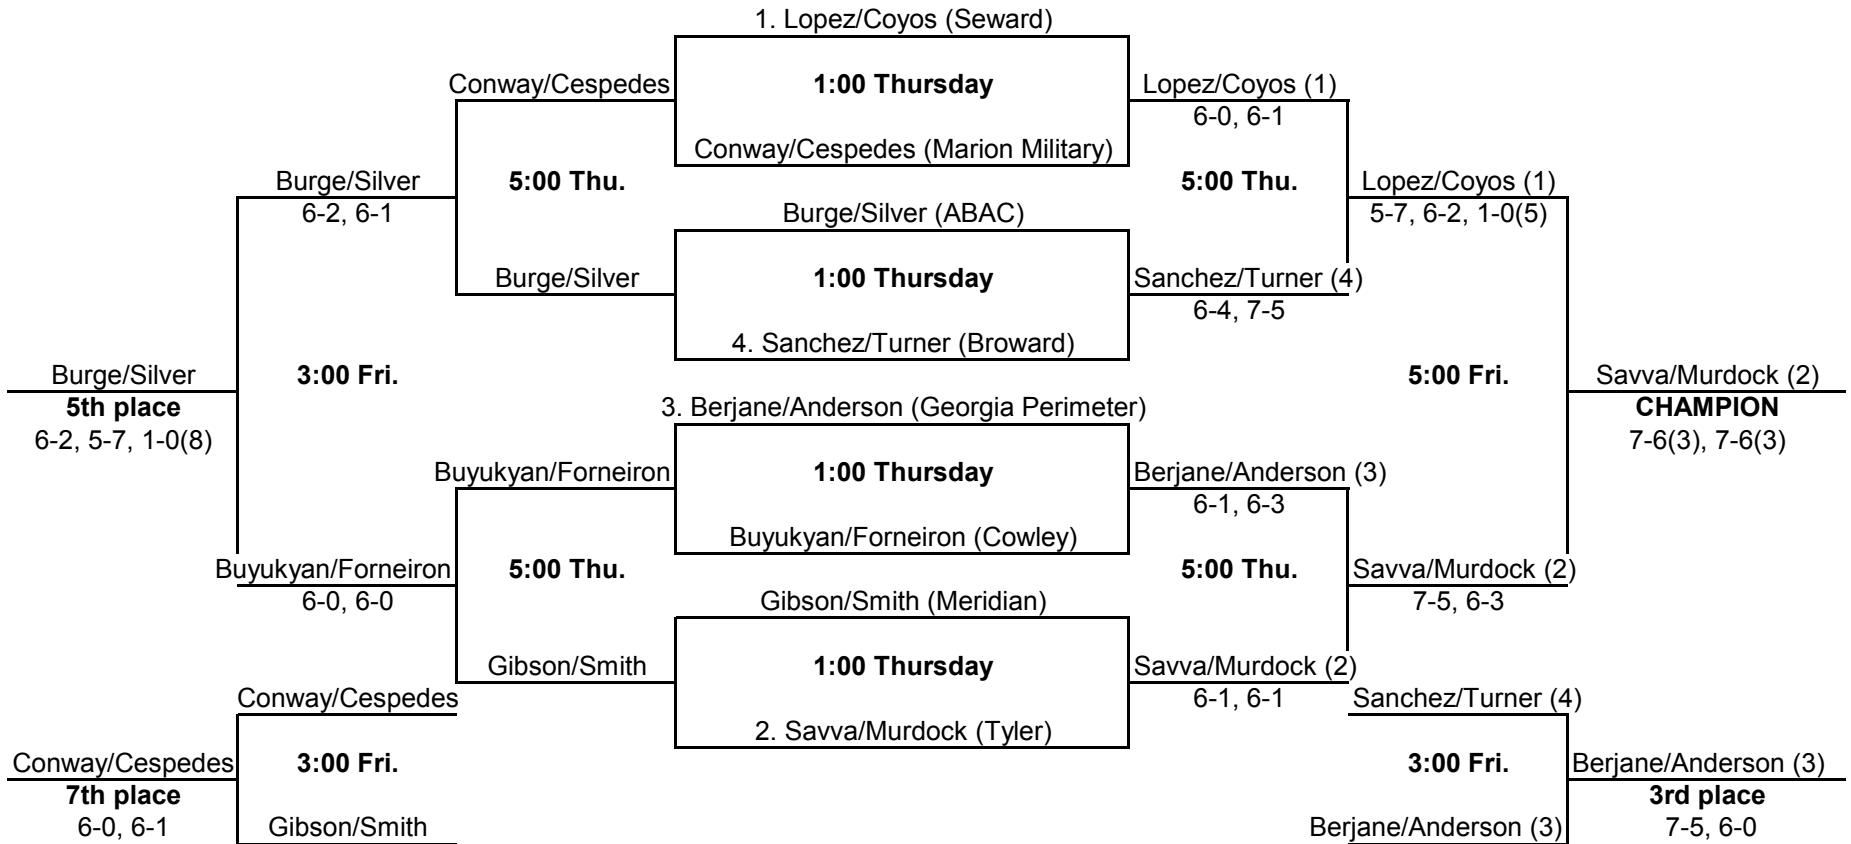 1. Lopez/Coyos (Seward)
Conway/Cespedes
1:00 Thursday
Lopez/Coyos (1)
6-0, 6-1
Conway/Cespedes (Marion Military)
Burge/Silver
5:00 Thu.
5:00 Thu.
Lopez/Coyos (1)
6-2, 6-1
Burge/Silver (ABAC)
5-7, 6-2, 1-0(5)
Burge/Silver
1:00 Thursday
Sanchez/Turner (4)
6-4, 7-5
4. Sanchez/Turner (Broward)
Burge/Silver
3:00 Fri.
5:00 Fri.
Savva/Murdock (2)
5th place
3. Berjane/Anderson (Georgia Perimeter)
CHAMPION
6-2, 5-7, 1-0(8)
7-6(3), 7-6(3)
Buyukyan/Forneiron
1:00 Thursday
Berjane/Anderson (3)
6-1, 6-3
Buyukyan/Forneiron (Cowley)
Buyukyan/Forneiron
5:00 Thu.
5:00 Thu.
Savva/Murdock (2)
6-0, 6-0
Gibson/Smith (Meridian)
7-5, 6-3
Gibson/Smith
1:00 Thursday
Savva/Murdock (2)
Conway/Cespedes
6-1, 6-1
Sanchez/Turner (4)
2. Savva/Murdock (Tyler)
Conway/Cespedes
3:00 Fri.
3:00 Fri.
Berjane/Anderson (3)
7th place
3rd place
6-0, 6-1
Gibson/Smith
Berjane/Anderson (3)
7-5, 6-0